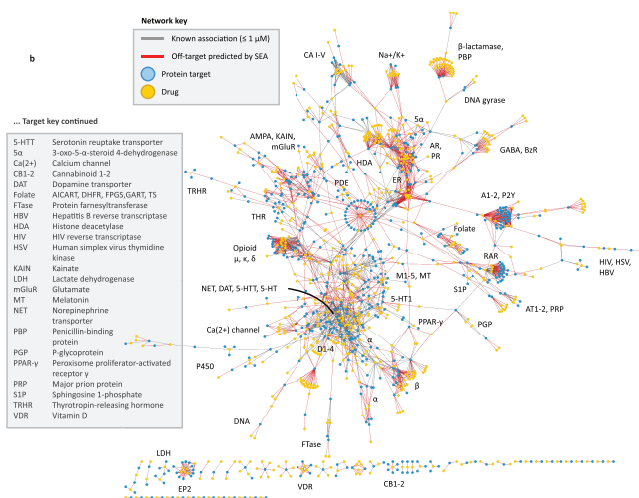 Network key
Known association (≤ 1 μM)
Off-target predicted by SEA
Protein target
Drug
b
... Target key continued
5-HTT Serotonin reuptake transporter
5α 3-oxo-5-α-steroid 4-dehydrogenase
Ca(2+) Calcium channel
CB1-2 Cannabinoid 1-2
DAT Dopamine transporter
Folate AICART, DHFR, FPGS,GART, TS
FTase Protein farnesyltransferase
HBV Hepatitis B reverse transcriptase
HDA Histone deacetylase
HIV HIV reverse transcriptase
HSV Human simplex virus thymidine
kinase
KAIN Kainate
LDH Lactate dehydrogenase
mGluR Glutamate
MT Melatonin
NET Norepinephrine
transporter
PBP Penicillin-binding
protein
PGP P-glycoprotein
PPAR-γ Peroxisome proliferator-activated
receptor γ
PRP Major prion protein
S1P Sphingosine 1-phosphate
TRHR Thyrotropin-releasing hormone
VDR Vitamin D
CA I-V
Na+/K+
β-lactamase,
PBP
DNA gyrase
5α
AMPA, KAIN,
mGluR
HDA
AR,
PR
GABA, BzR
TRHR
PDE
ER
A1-2, P2Y
THR
Folate
Opioid
μ, κ, δ
RAR
HIV, HSV,
HBV
M1-5, MT
S1P
NET, DAT, 5-HTT, 5-HT
5-HT1
AT1-2, PRP
PPAR-γ
PGP
Ca(2+) channel
α
D1-4
P450
β
α
DNA
FTase
LDH
EP2
VDR
CB1-2